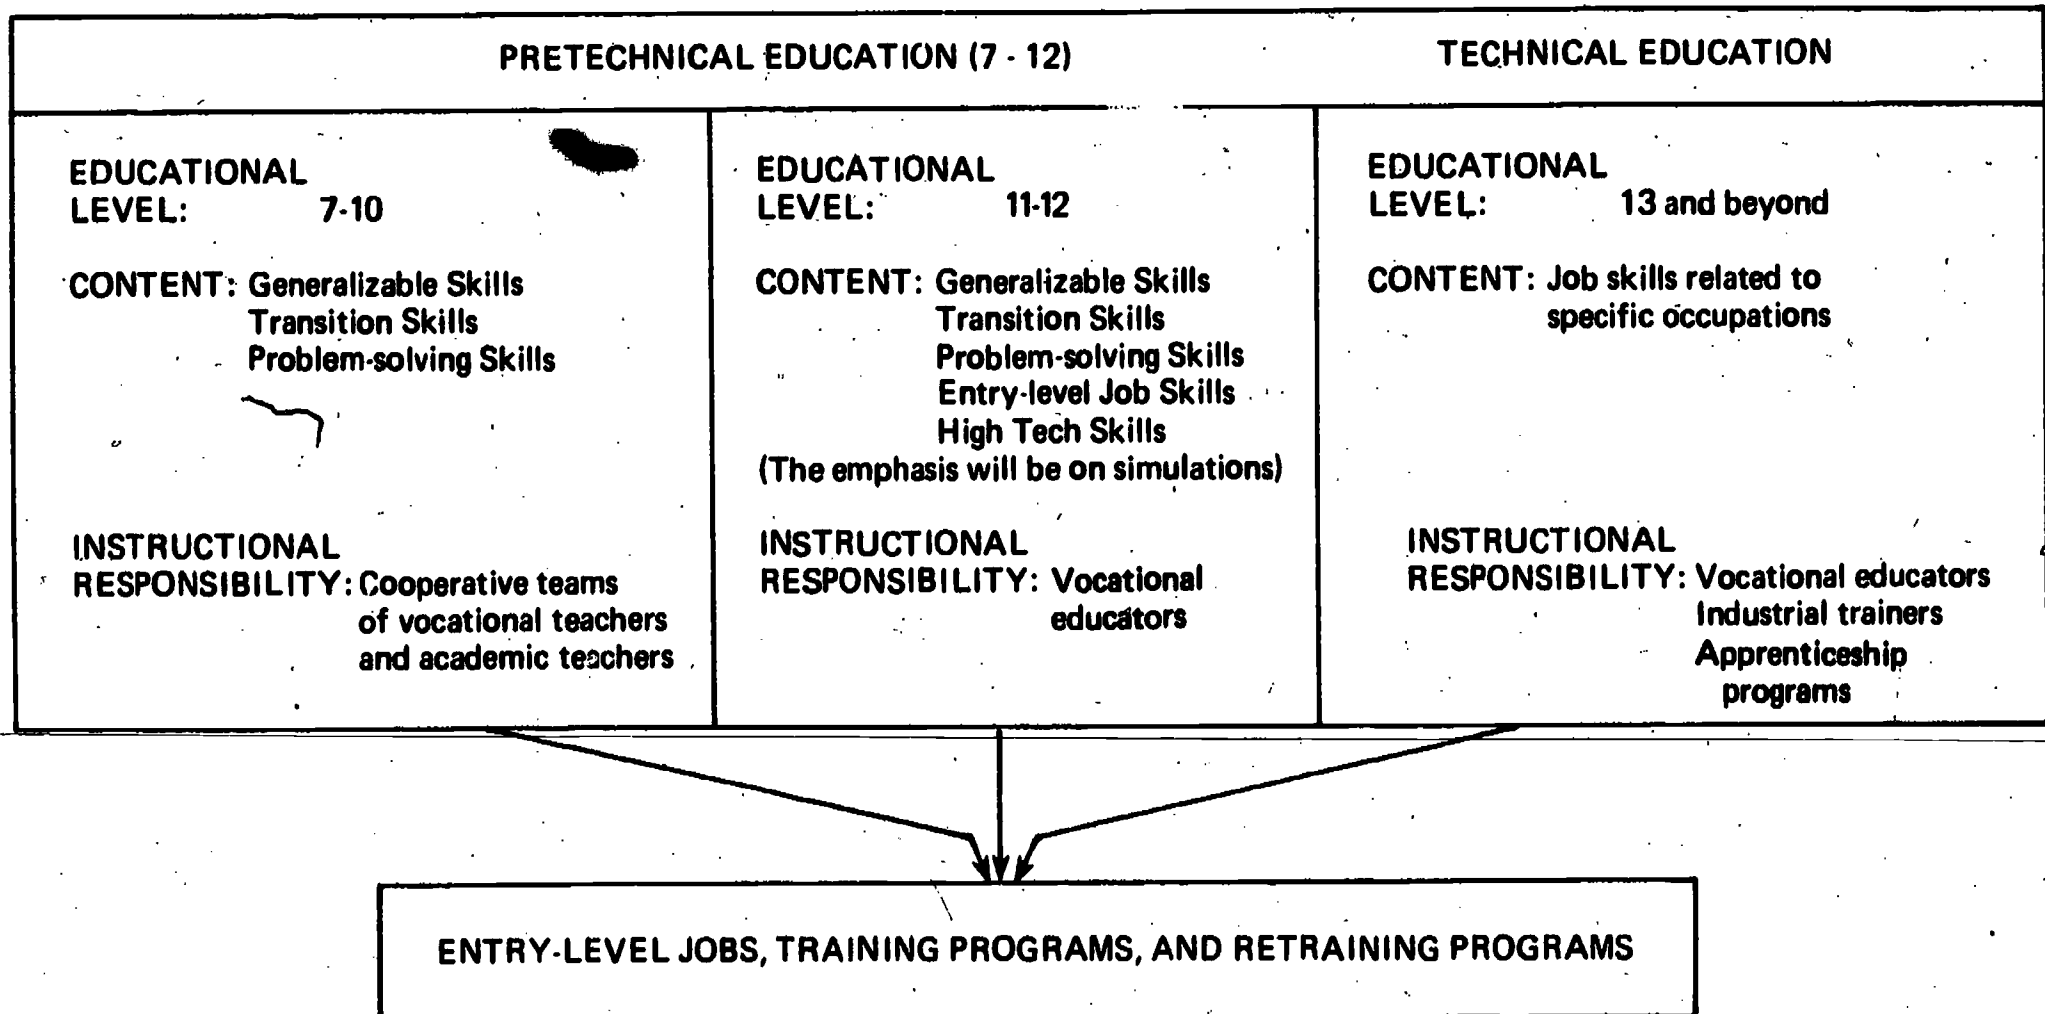 PRETECHNICAL EDUCATION (7 - 12)
TECHNICAL EDUCATION
EDUCATIONAL
LEVEL: 7-10
CONTENT: Generalizable Skills
Transition Skills
Problem-solving Skills
INSTRUCTIONAL
RESPONSIBILITY: Cooperative teams
of vocational teachers
and academic teachers
EDUCATIONAL
LEVEL: 11-12
CONTENT: Generalizable Skills
Transition Skills
Problem-solving Skills
Entry-level Job Skills
High Tech Skills
(The emphasis will be on simulations)
INSTRUCTIONAL
RESPONSIBILITY: Vocational
educators
EDUCATIONAL
LEVEL: 13 and beyond
CONTENT: Job skills related to
specific occupations
INSTRUCTIONAL
RESPONSIBILITY: Vocational educators
Industrial trainers
Apprenticeship
programs
ENTRY-LEVEL JOBS, TRAINING PROGRAMS, AND RETRAINING PROGRAMS